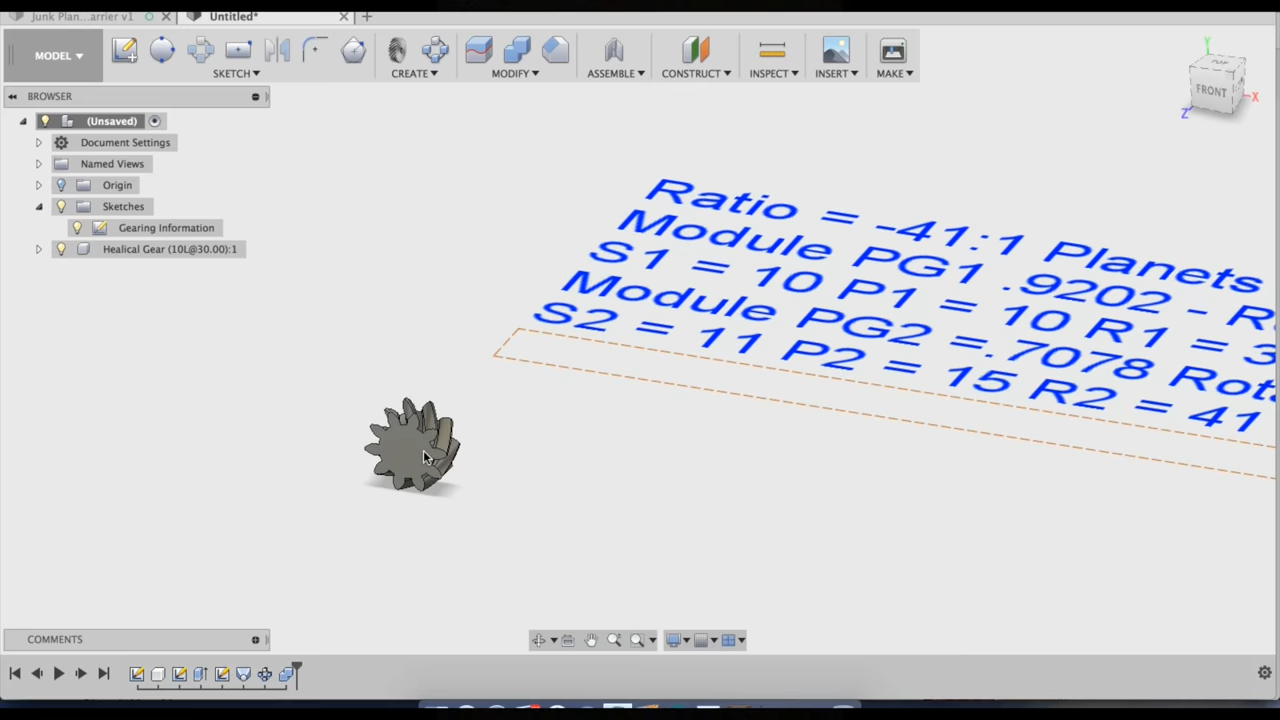 Junk Plan...arrier v1
Untitled*
MODEL
SKETCH
CREATE
MODIFY
ASSEMBLE
CONSTRUCT
INSPECT
INSERT
MAKE
BROWSER
(Unsaved)
Document Settings
Named Views
Origin
Sketches
Gearing Information
Healical Gear (10L@30.00):1
Ratio = -41:1 Planets
Module PG1 .9202 - R
S1 = 10 P1 = 10 R1 = 3
Module PG2 =.7078 Rot
S2 = 11 P2 = 15 R2 = 41
TOP
FRONT
Y
X
Z
COMMENTS